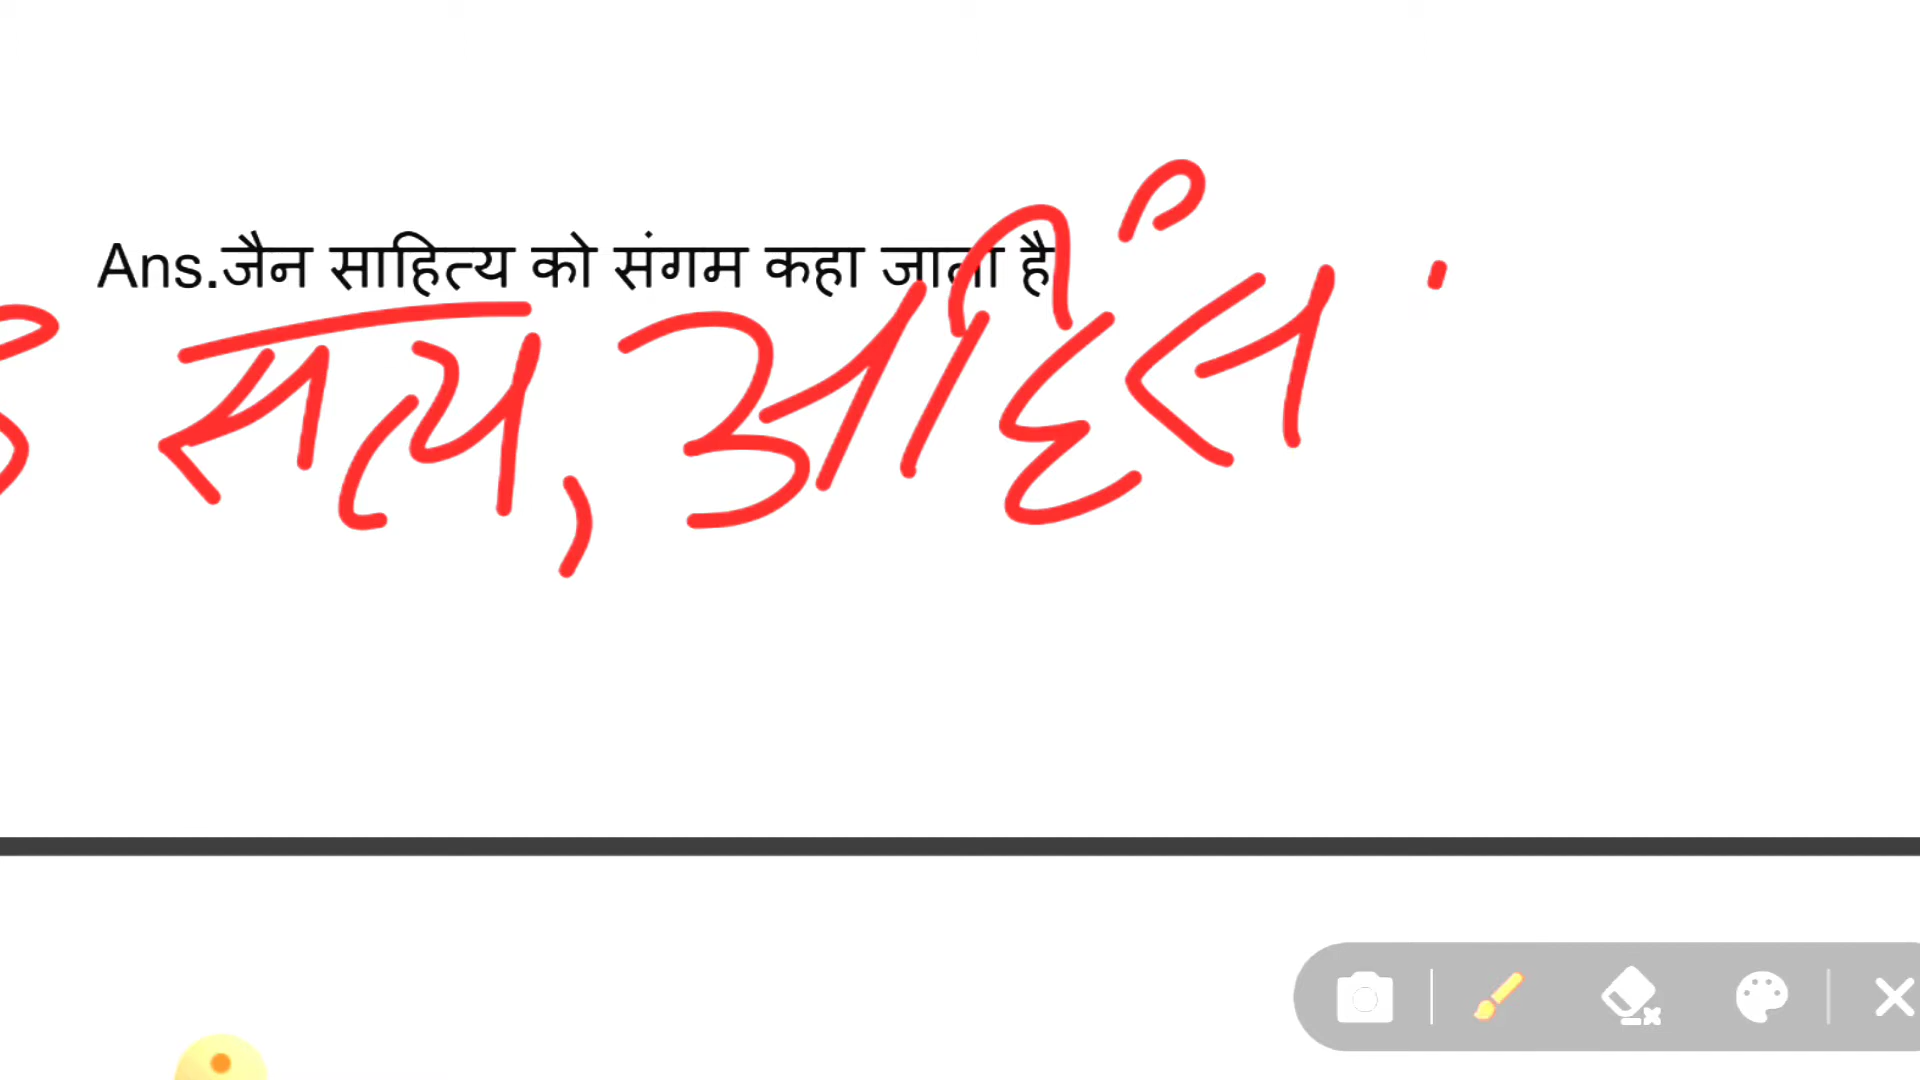 Ans.जैन साहित्य को संगम कहा जाता है
सत्य, अहिंस